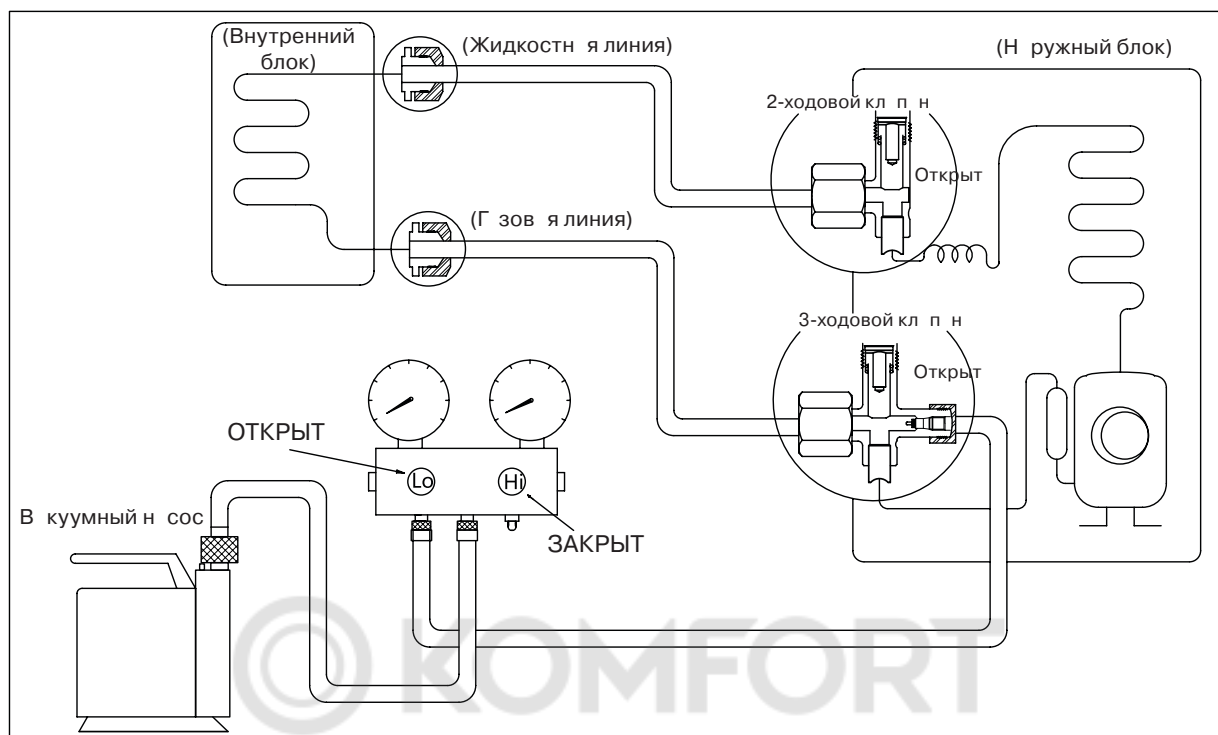 (Внутренний
блок)
(Жидкостн я линия)
(Н ружный блок)
2-ходовой кл п н
Открыт
(Г зов я линия)
3-ходовой кл п н
Открыт
ОТКРЫТ
Lo
Hi
ЗАКРЫТ
В куумный н сос
KOMFORT